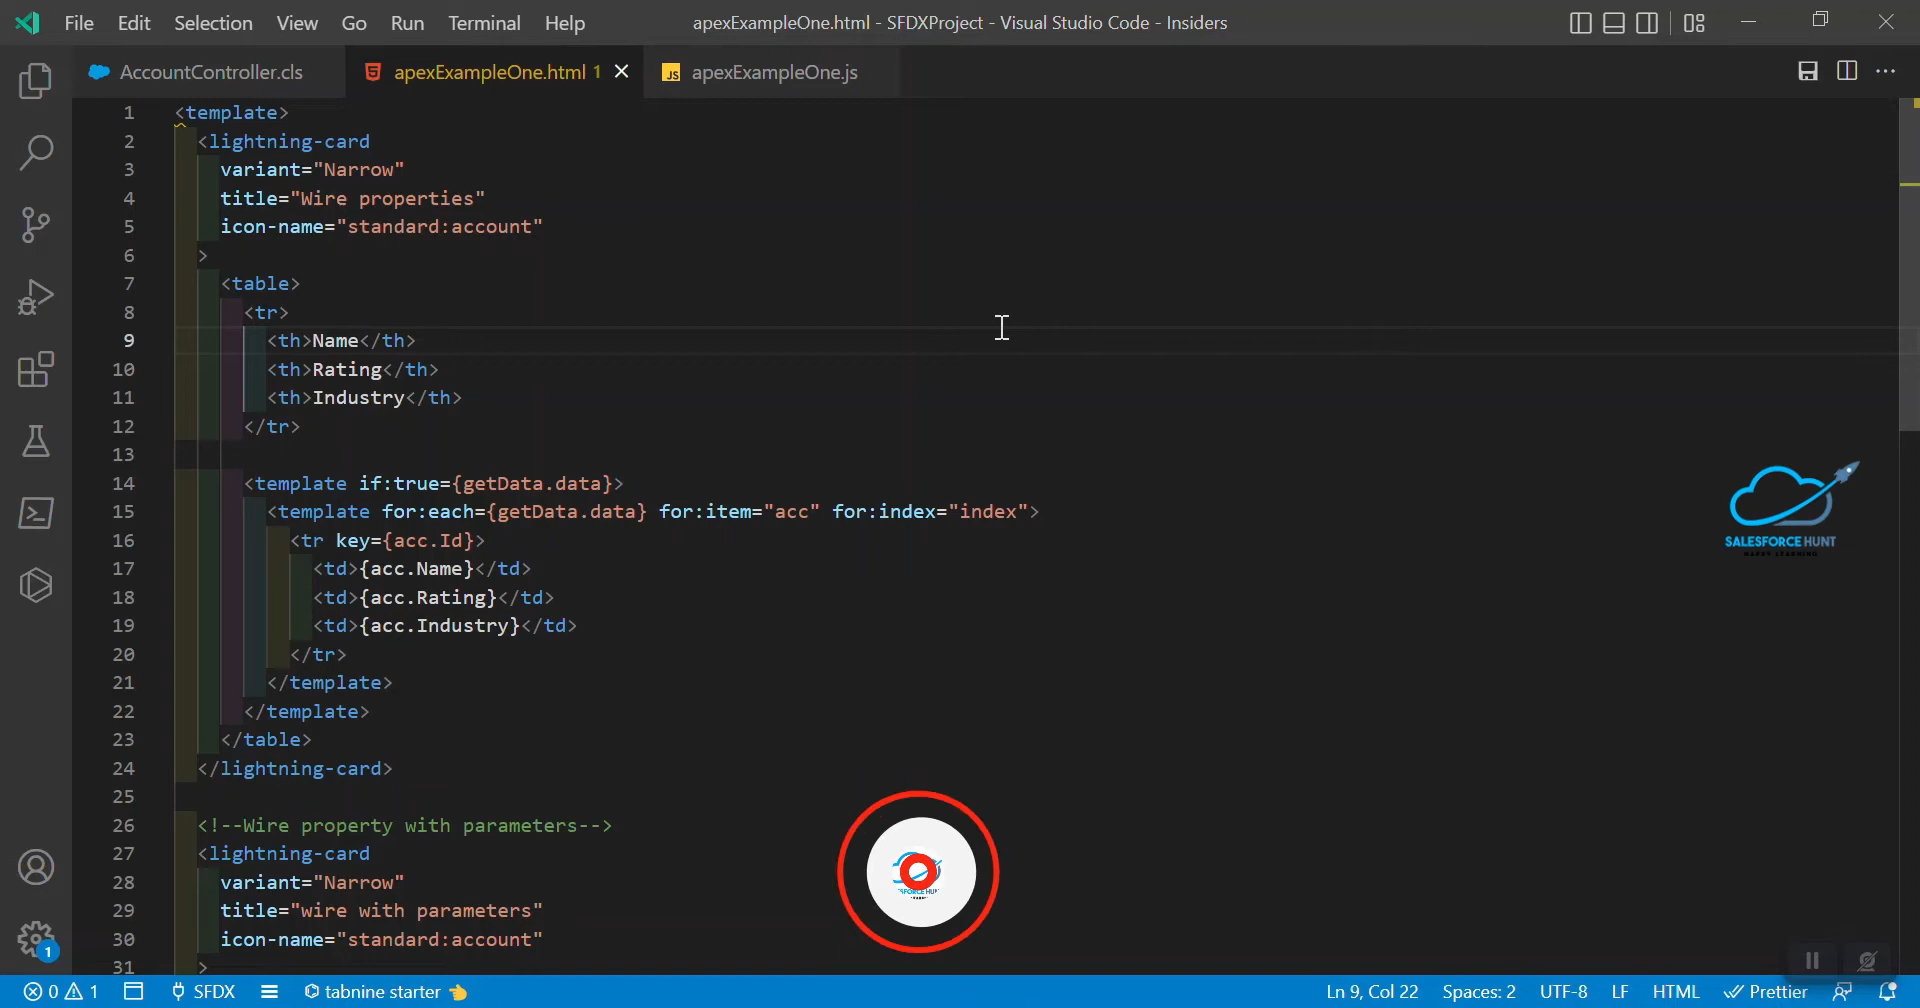 File Edit Selection View Go Run Terminal Help apexExampleOne.html - SFDXProject - Visual Studio Code - Insiders
AccountController.cls apexExampleOne.html 1 JS apexExampleOne.js
1 <template>
2 <lightning-card
3 variant="Narrow"
4 title="Wire properties"
5 icon-name="standard:account"
6 >
7 <table>
8 <tr>
9 <th>Name</th>
10 <th>Rating</th>
11 <th>Industry</th>
12 </tr>
13
14 <template if:true={getData.data}>
15 <template for:each={getData.data} for:item="acc" for:index="index">
16 <tr key={acc.Id}>
17 <td>{acc.Name}</td>
18 <td>{acc.Rating}</td>
19 <td>{acc.Industry}</td>
20 </tr>
21 </template>
22 </template>
23 </table>
24 </lightning-card>
25
26 <!--Wire property with parameters-->
27 <lightning-card
28 variant="Narrow"
29 title="wire with parameters"
30 icon-name="standard:account"
31 >
SALESFORCE HUNT
0 1 SFDX tabnine starter Ln 9, Col 22 Spaces: 2 UTF-8 LF HTML Prettier
1